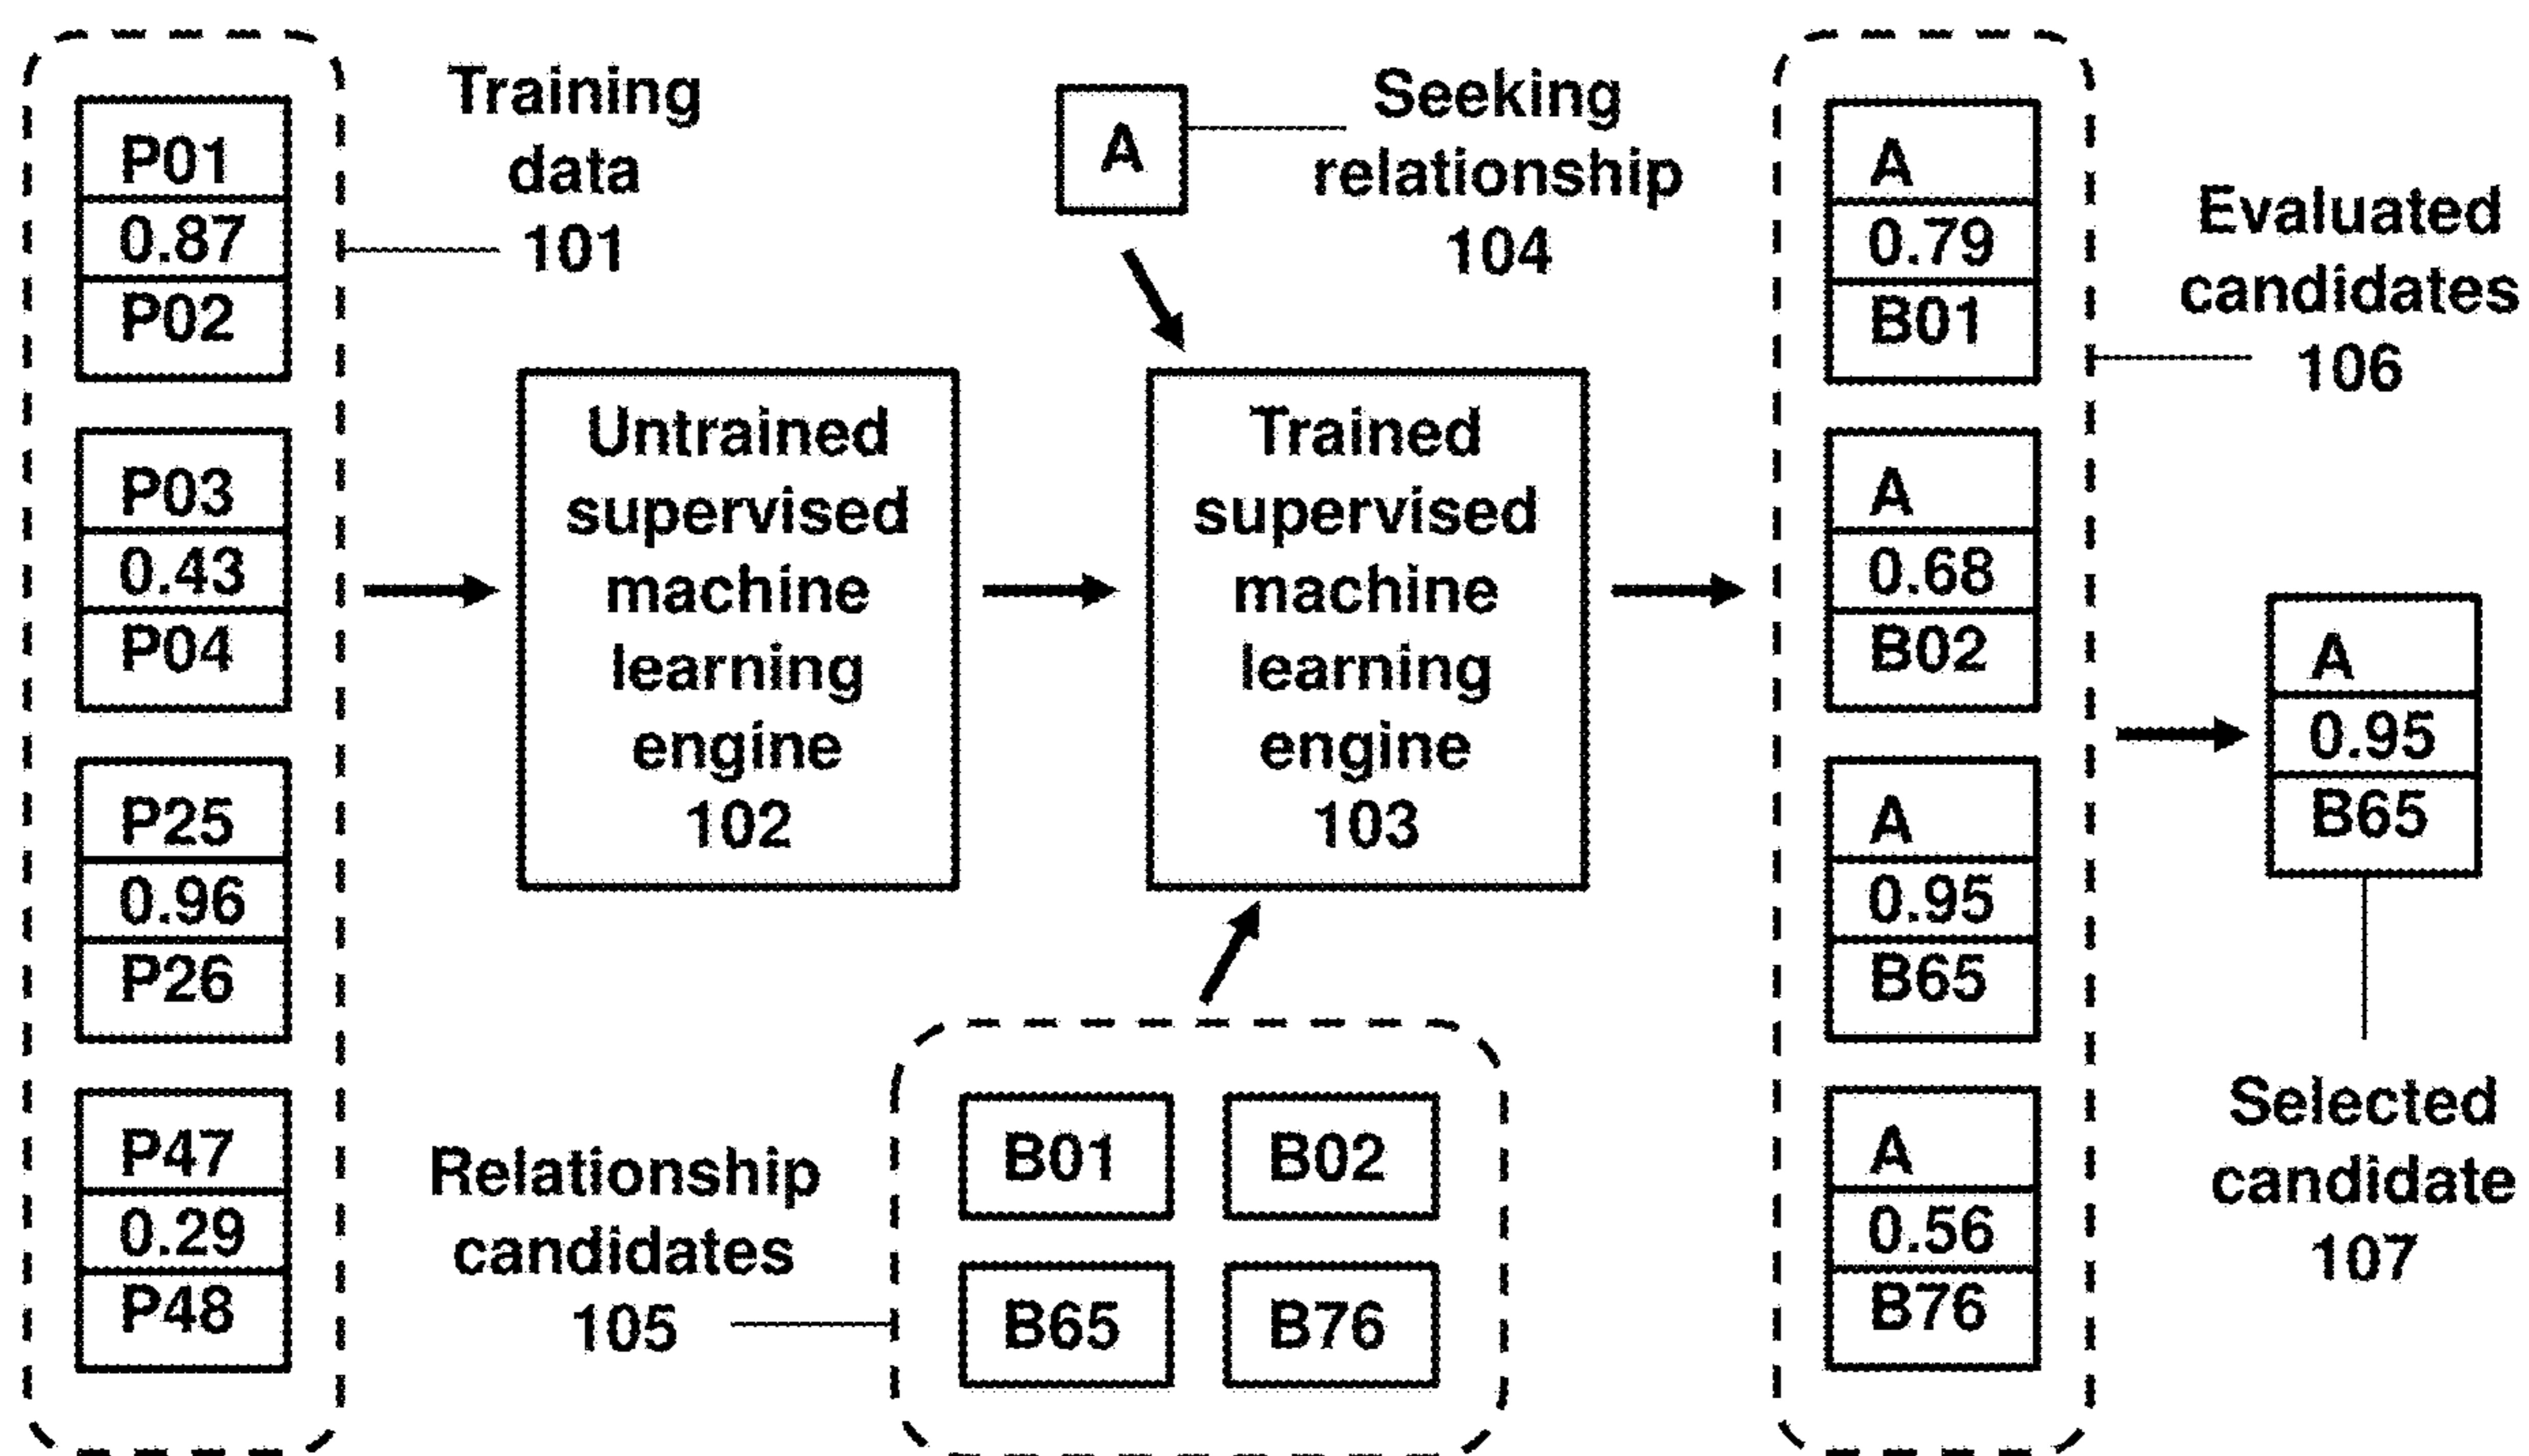 P01
0.87
P02
P03
0.43
P04
P25
0.96
P26
P47
0.29
P48
Training
data
101
Untrained
supervised
machine
learning
engine
102
A
Seeking
relationship
104
Trained
supervised
machine
learning
engine
103
Relationship
candidates
105
B01
B02
B65
B76
A
0.79
B01
A
0.68
B02
A
0.95
B65
A
0.56
B76
Evaluated
candidates
106
A
0.95
B65
Selected
candidate
107